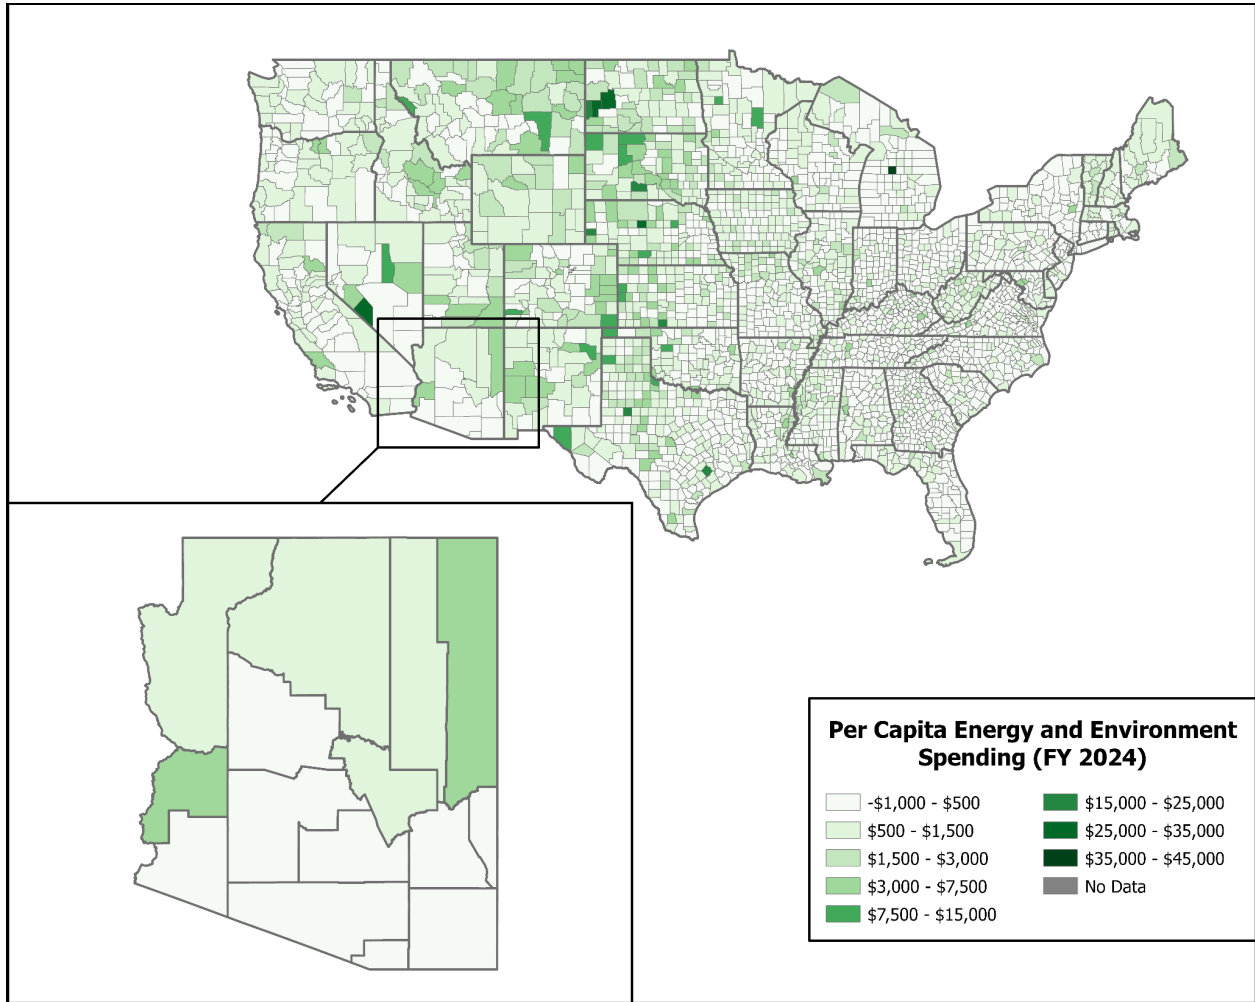 Per Capita Energy and Environment
Spending (FY 2024)
-$1,000 - $500
$500 - $1,500
$1,500 - $3,000
$3,000 - $7,500
$7,500 - $15,000
$15,000 - $25,000
$25,000 - $35,000
$35,000 - $45,000
No Data